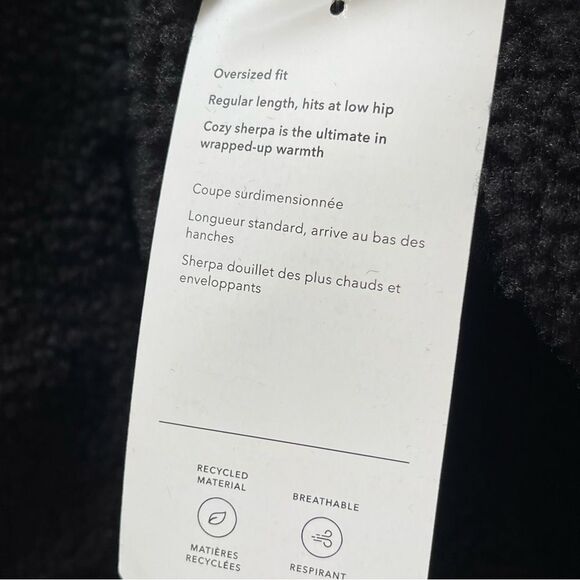 Oversized fit
Regular length, hits at low hip
Cozy sherpa is the ultimate in
wrapped-up warmth
Coupe surdimensionnée
Longueur standard, arrive au bas des
hanches
Sherpa douillet des plus chauds et
enveloppants
RECYCLED
MATERIAL
MATIÈRES
RECYCLÉES
BREATHABLE
RESPIRANT